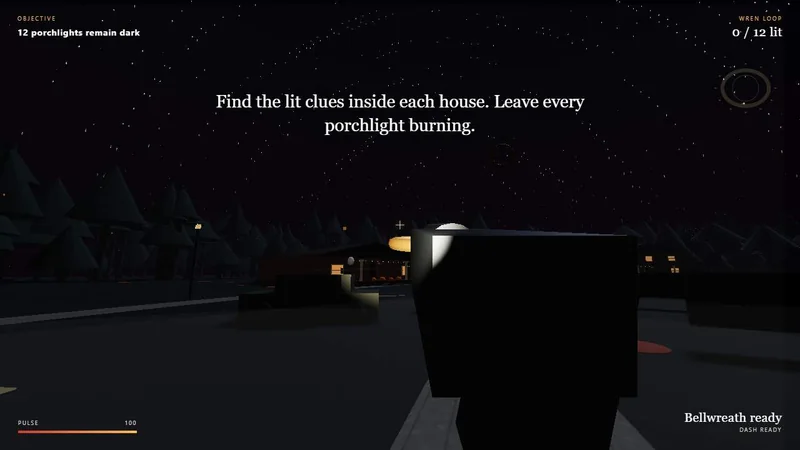 OBJECTIVE
12 porchlights remain dark
WREN LOOP
0 / 12 lit
Find the lit clues inside each house. Leave every
porchlight burning.
PULSE 100
Bellwreath ready
DASH READY